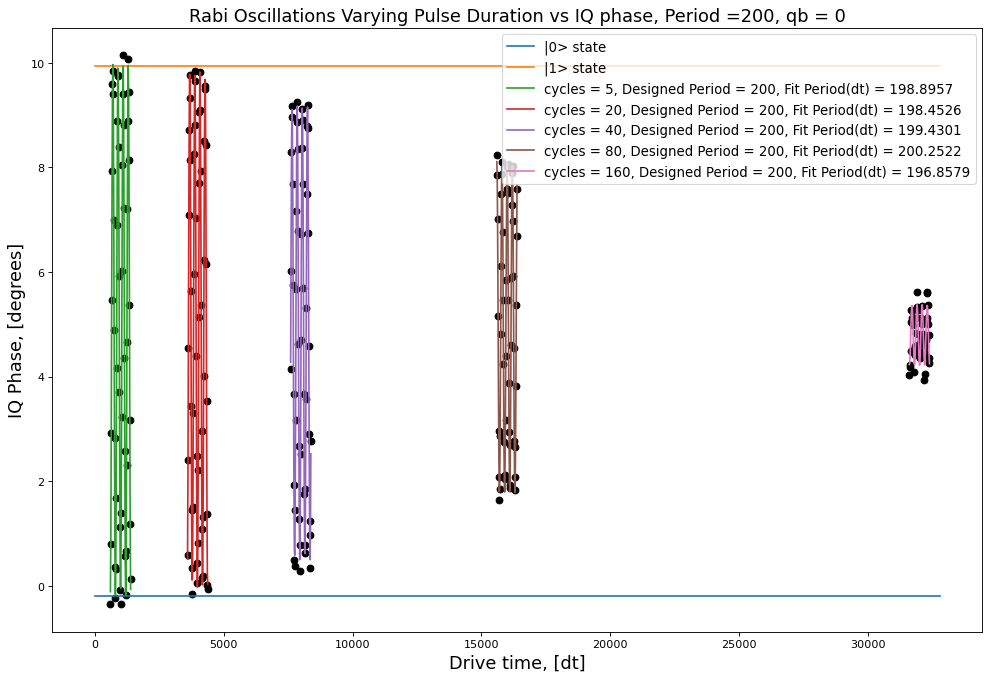 Rabi Oscillations Varying Pulse Duration vs IQ phase, Period =200, qb = 0
|0> state
|1> state
cycles = 5, Designed Period = 200, Fit Period(dt) = 198.8957
cycles = 20, Designed Period = 200, Fit Period(dt) = 198.4526
cycles = 40, Designed Period = 200, Fit Period(dt) = 199.4301
cycles = 80, Designed Period = 200, Fit Period(dt) = 200.2522
cycles = 160, Designed Period = 200, Fit Period(dt) = 196.8579
IQ Phase, [degrees]
10
8
6
4
2
0
0 5000 10000 15000 20000 25000 30000
Drive time, [dt]